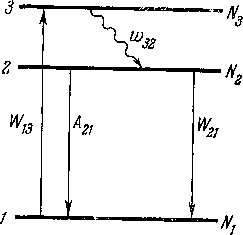 3 N₃
w₃₂
2 N₂
W₁₃ A₂₁ W₂₁
1 N₁